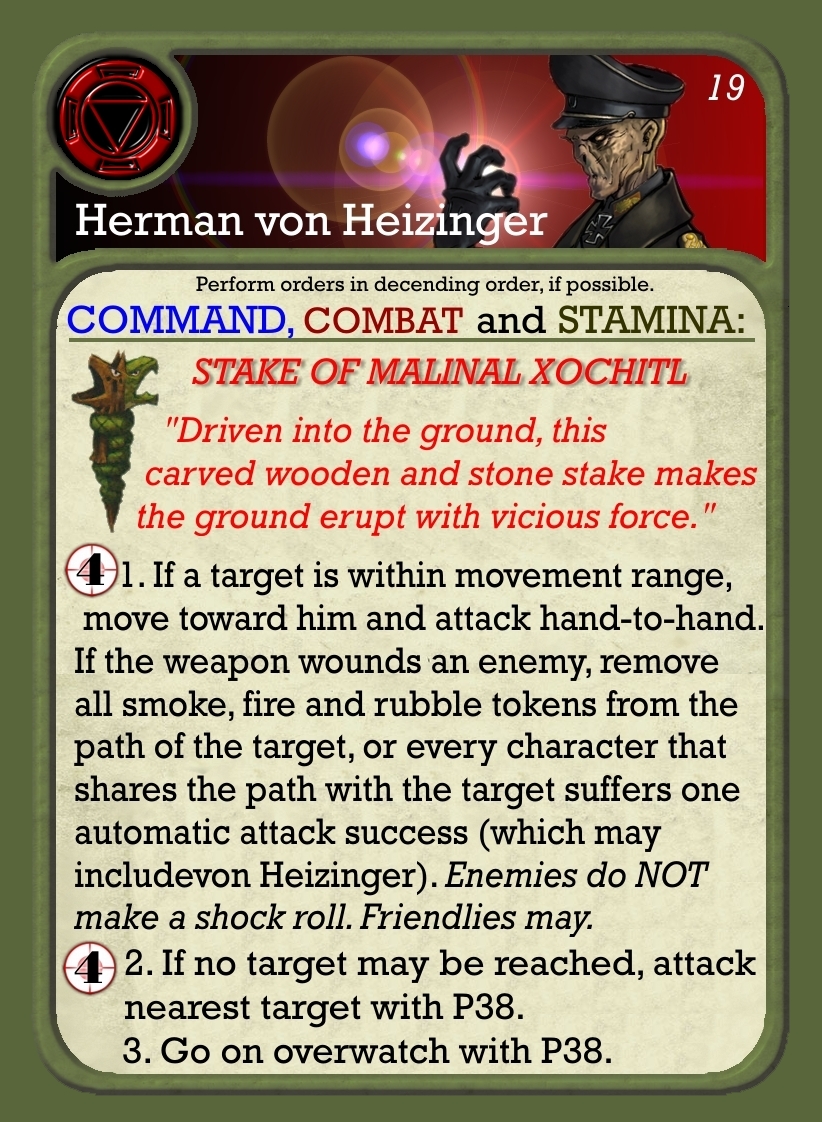 19
Herman von Heizinger
Perform orders in decending order, if possible.
COMMAND, COMBAT and STAMINA:
STAKE OF MALINAL XOCHITL
"Driven into the ground, this
carved wooden and stone stake makes
the ground erupt with vicious force."
4 1. If a target is within movement range,
move toward him and attack hand-to-hand.
If the weapon wounds an enemy, remove
all smoke, fire and rubble tokens from the
path of the target, or every character that
shares the path with the target suffers one
automatic attack success (which may
includevon Heizinger). Enemies do NOT
make a shock roll. Friendlies may.
4 2. If no target may be reached, attack
nearest target with P38.
3. Go on overwatch with P38.